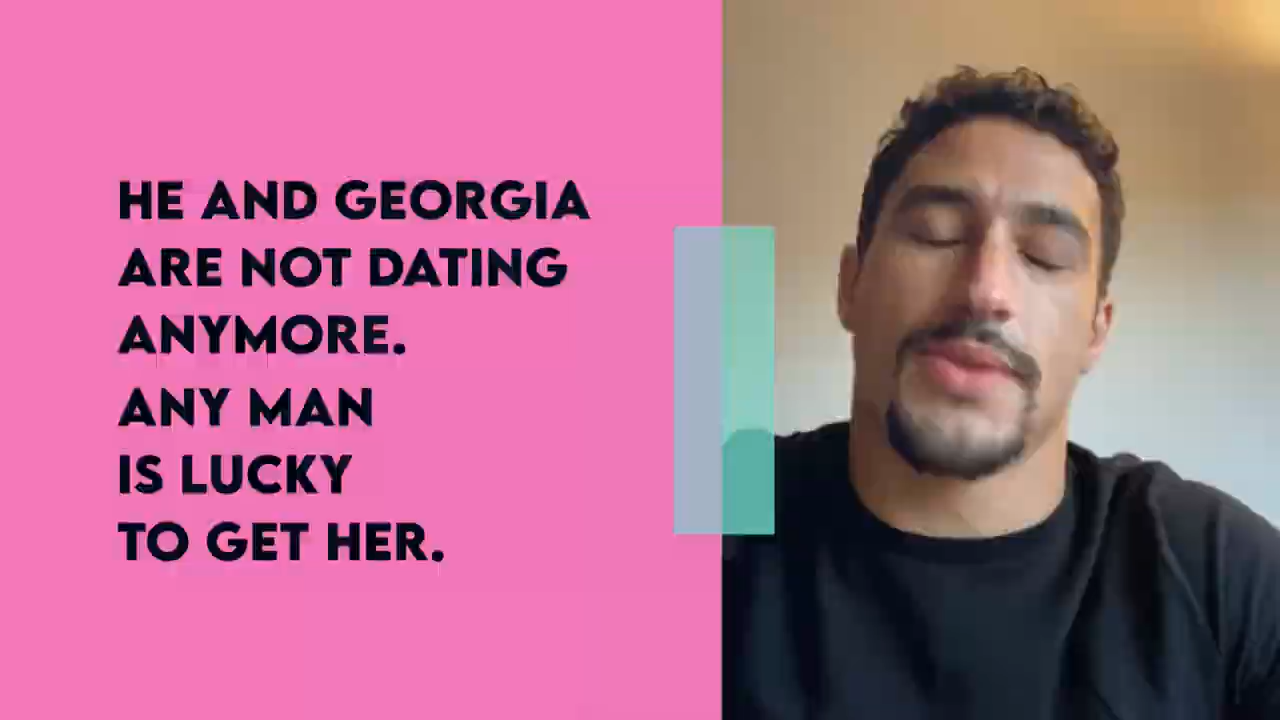 HE AND GEORGIA
ARE NOT DATING
ANYMORE.
ANY MAN
IS LUCKY
TO GET HER.